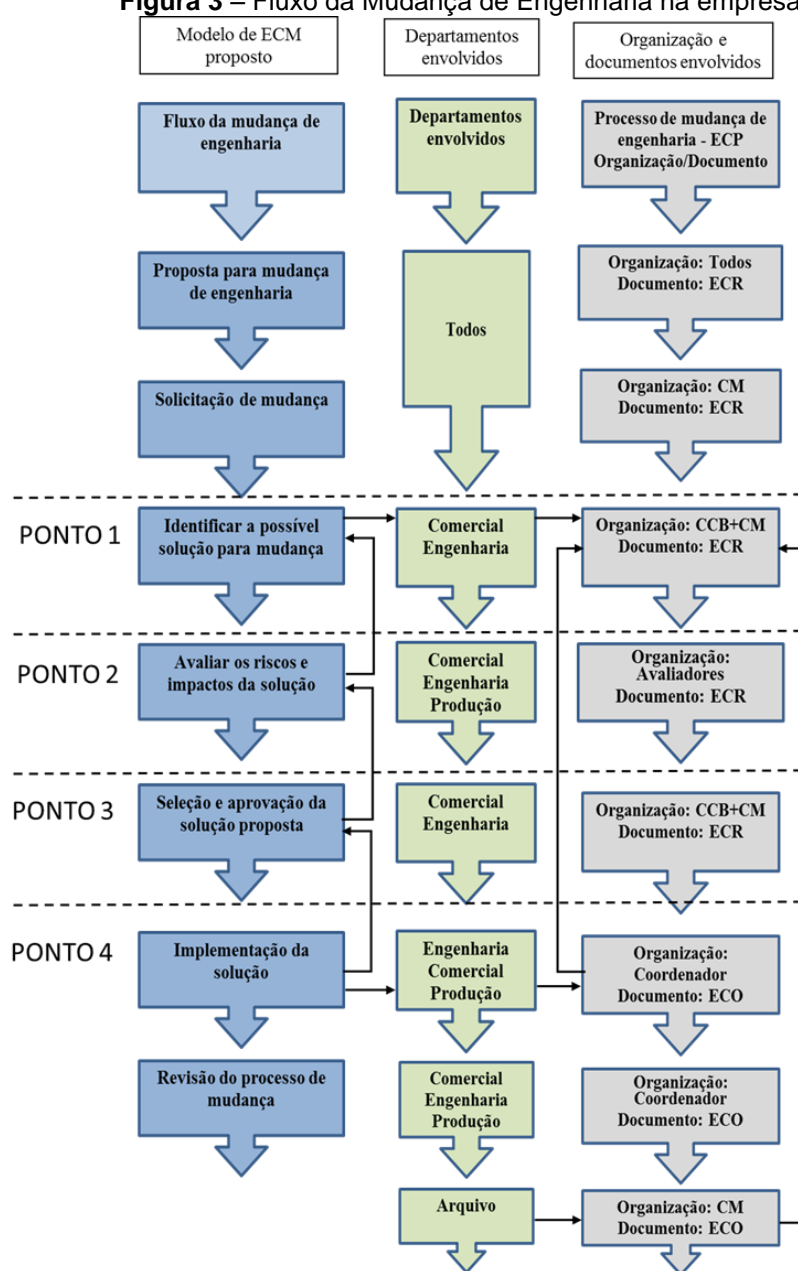 Figura 3 – Fluxo da Mudança de Engenharia na empresa
Modelo de ECM
proposto
Departamentos
envolvidos
Organização e
documentos envolvidos
Fluxo da mudança de
engenharia
Departamentos
envolvidos
Processo de mudança de
engenharia - ECP
Organização/Documento
Proposta para mudança
de engenharia
Todos
Organização: Todos
Documento: ECR
Solicitação de mudança
Organização: CM
Documento: ECR
PONTO 1
Identificar a possível
solução para mudança
Comercial
Engenharia
Organização: CCB+CM
Documento: ECR
PONTO 2
Avaliar os riscos e
impactos da solução
Comercial
Engenharia
Produção
Organização:
Avaliadores
Documento: ECR
PONTO 3
Seleção e aprovação da
solução proposta
Comercial
Engenharia
Organização: CCB+CM
Documento: ECR
PONTO 4
Implementação da
solução
Engenharia
Comercial
Produção
Organização:
Coordenador
Documento: ECO
Revisão do processo de
mudança
Comercial
Engenharia
Produção
Organização:
Coordenador
Documento: ECO
Arquivo
Organização: CM
Documento: ECO